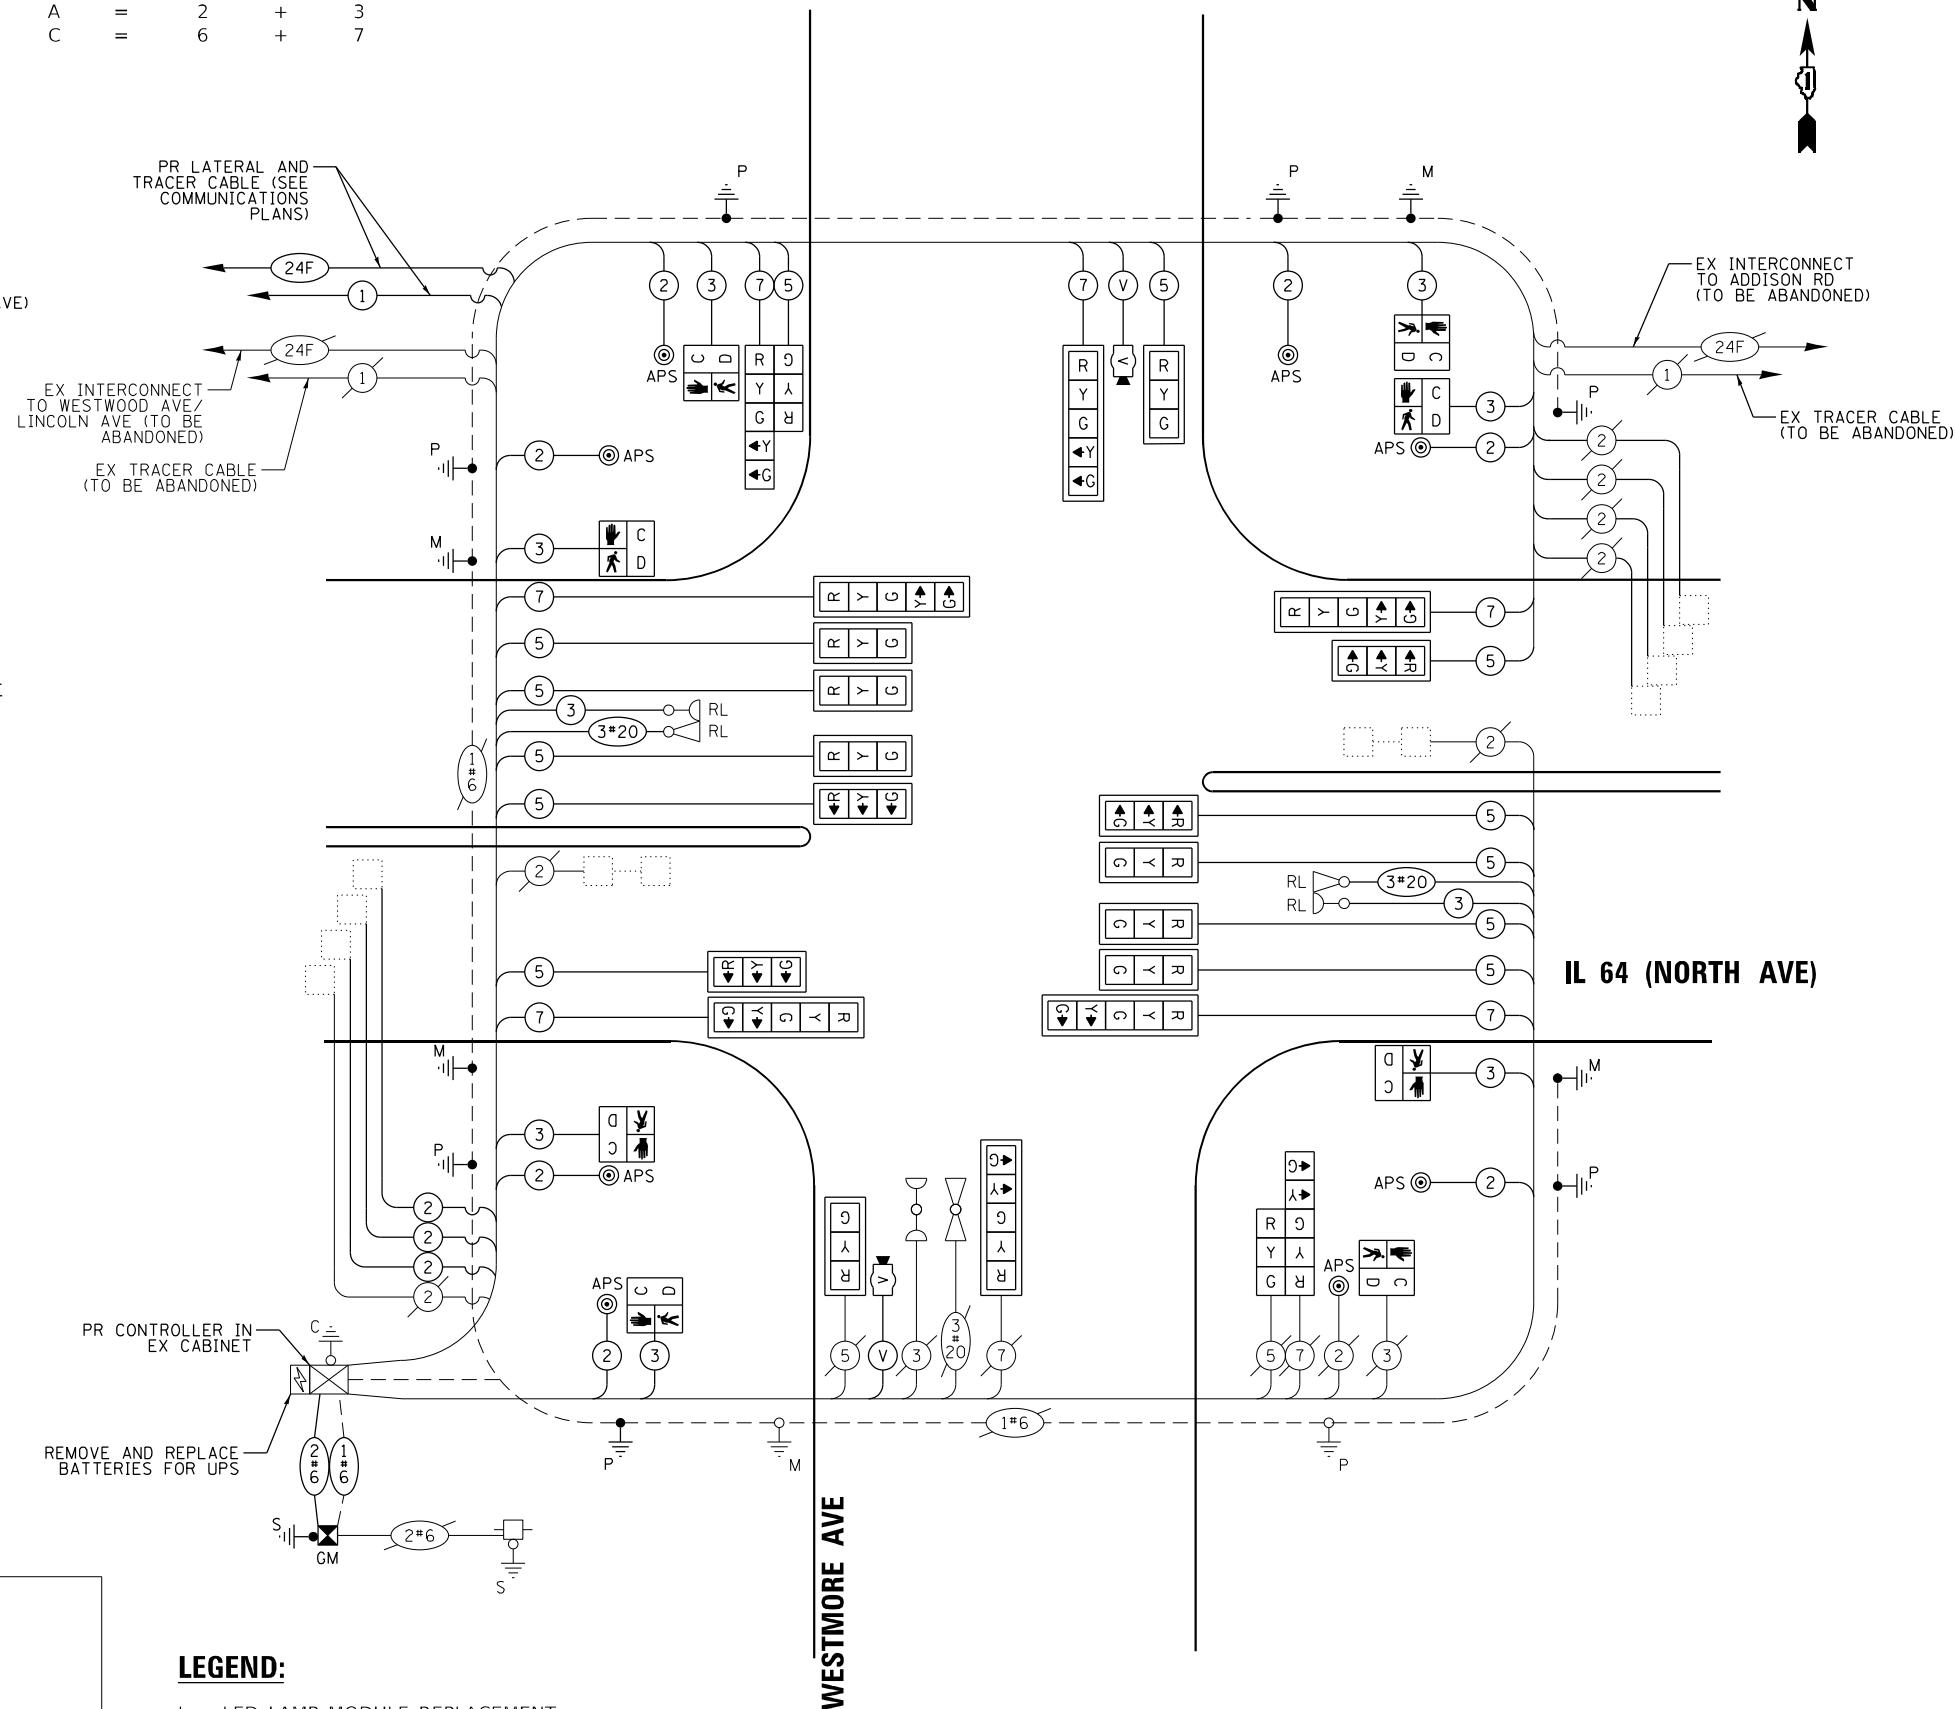 A = 2 + 3
C = 6 + 7
N
1
PR LATERAL AND
TRACER CABLE (SEE
COMMUNICATIONS
PLANS)
P
P
M
24F
1
2
3
7
5
7
V
5
2
3
EX INTERCONNECT
TO ADDISON RD
(TO BE ABANDONED)
VE)
24F
1
EX INTERCONNECT
TO WESTWOOD AVE/
LINCOLN AVE (TO BE
ABANDONED)
EX TRACER CABLE
(TO BE ABANDONED)
APS
C D
R G
Y Y
G R
Y
G
R
Y
G
Y
G
V
R
Y
G
APS
D C
C
D
3
APS
2
24F
1
P
EX TRACER CABLE
(TO BE ABANDONED)
P
2
APS
2
2
2
2
M
3
C
D
7
R Y G Y G
5
R Y G
5
R Y G
3
RL
3#20
RL
5
R Y G
5
R Y G
1
#
6
R Y G Y G
7
G Y R
5
2
2
G Y R
5
G Y R
5
RL
3#20
RL
3
G Y R
5
G Y R
5
G Y G Y R
7
IL 64 (NORTH AVE)
5
R Y G
7
G Y G Y R
M
D
C
3
M
P
3
D
C
2
APS
APS
2
P
2
2
2
2
G
Y
R
V
G
Y
G
Y
R
G
Y
R G
Y Y
G R
APS
D C
APS
C D
2
3
5
V
3
3
#
20
7
5
7
2
3
PR CONTROLLER IN
EX CABINET
C
REMOVE AND REPLACE
BATTERIES FOR UPS
P
M
1#6
P
2
#
6
1
#
6
S
GM
2#6
S
WESTMORE AVE
LEGEND:
LED LAMP MODULE REPLACEMENT